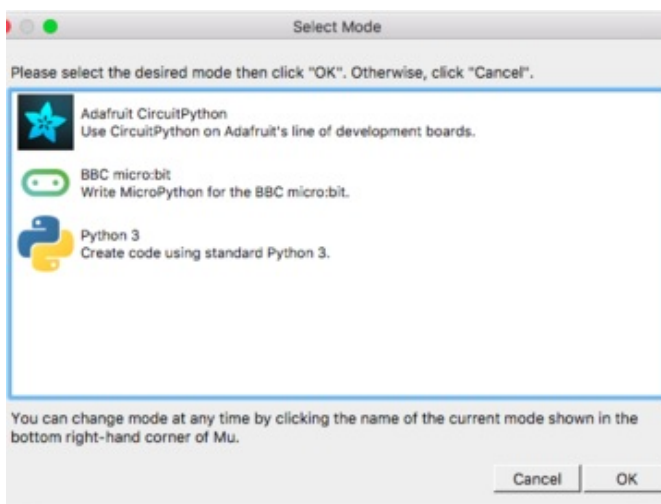 Select Mode
Please select the desired mode then click "OK". Otherwise, click "Cancel".
Adafruit CircuitPython
Use CircuitPython on Adafruit's line of development boards.
BBC micro:bit
Write MicroPython for the BBC micro:bit.
Python 3
Create code using standard Python 3.
You can change mode at any time by clicking the name of the current mode shown in the
bottom right-hand corner of Mu.
Cancel OK